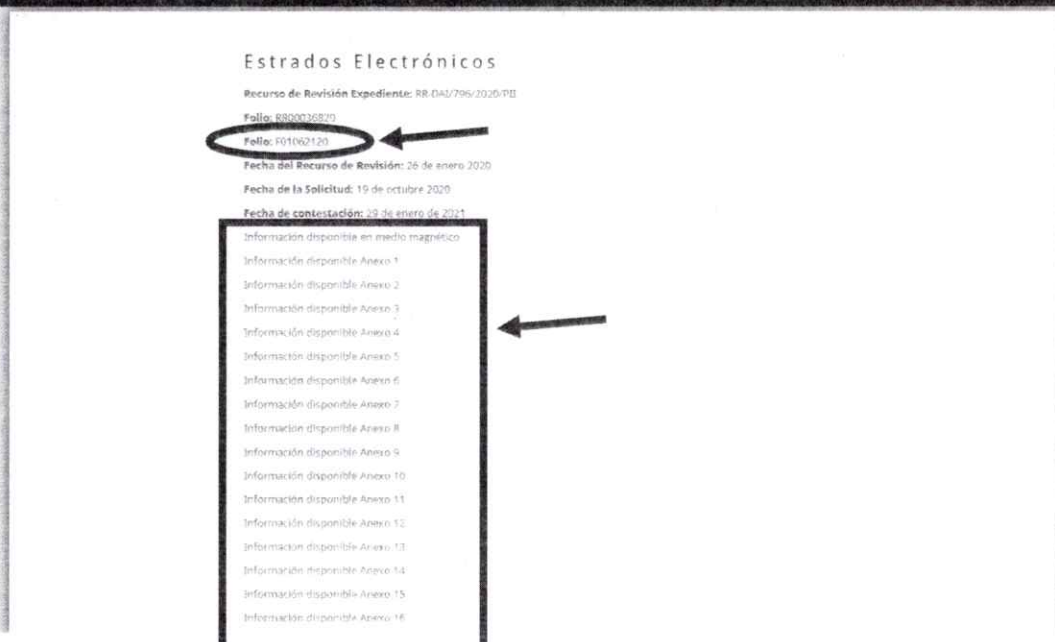 Estrados Electrónicos
Recurso de Revisión Expediente: RR-DAI/796/2020/PII
Folio: RR00036820
Folio: F01062120
Fecha del Recurso de Revisión: 26 de enero 2020
Fecha de la Solicitud: 19 de octubre 2020
Fecha de contestación: 29 de enero de 2021
Información disponible en medio magnético
Información disponible Anexo 1
Información disponible Anexo 2
Información disponible Anexo 3
Información disponible Anexo 4
Información disponible Anexo 5
Información disponible Anexo 6
Información disponible Anexo 7
Información disponible Anexo 8
Información disponible Anexo 9
Información disponible Anexo 10
Información disponible Anexo 11
Información disponible Anexo 12
Información disponible Anexo 13
Información disponible Anexo 14
Información disponible Anexo 15
Información disponible Anexo 16